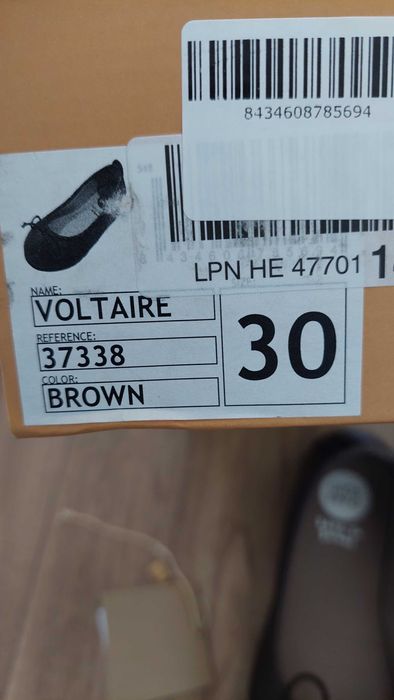 8434608785694
LPN HE 47701
NAME:
VOLTAIRE
REFERENCE:
37338
COLOR:
BROWN
30